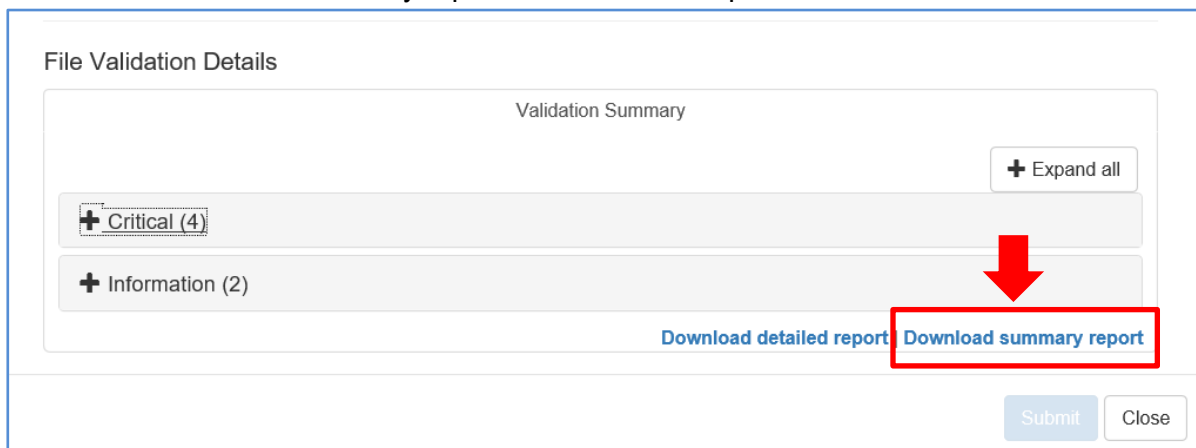 File Validation Details
Validation Summary
+ Expand all
+ Critical (4)
+ Information (2)
Download detailed report | Download summary report
Submit Close